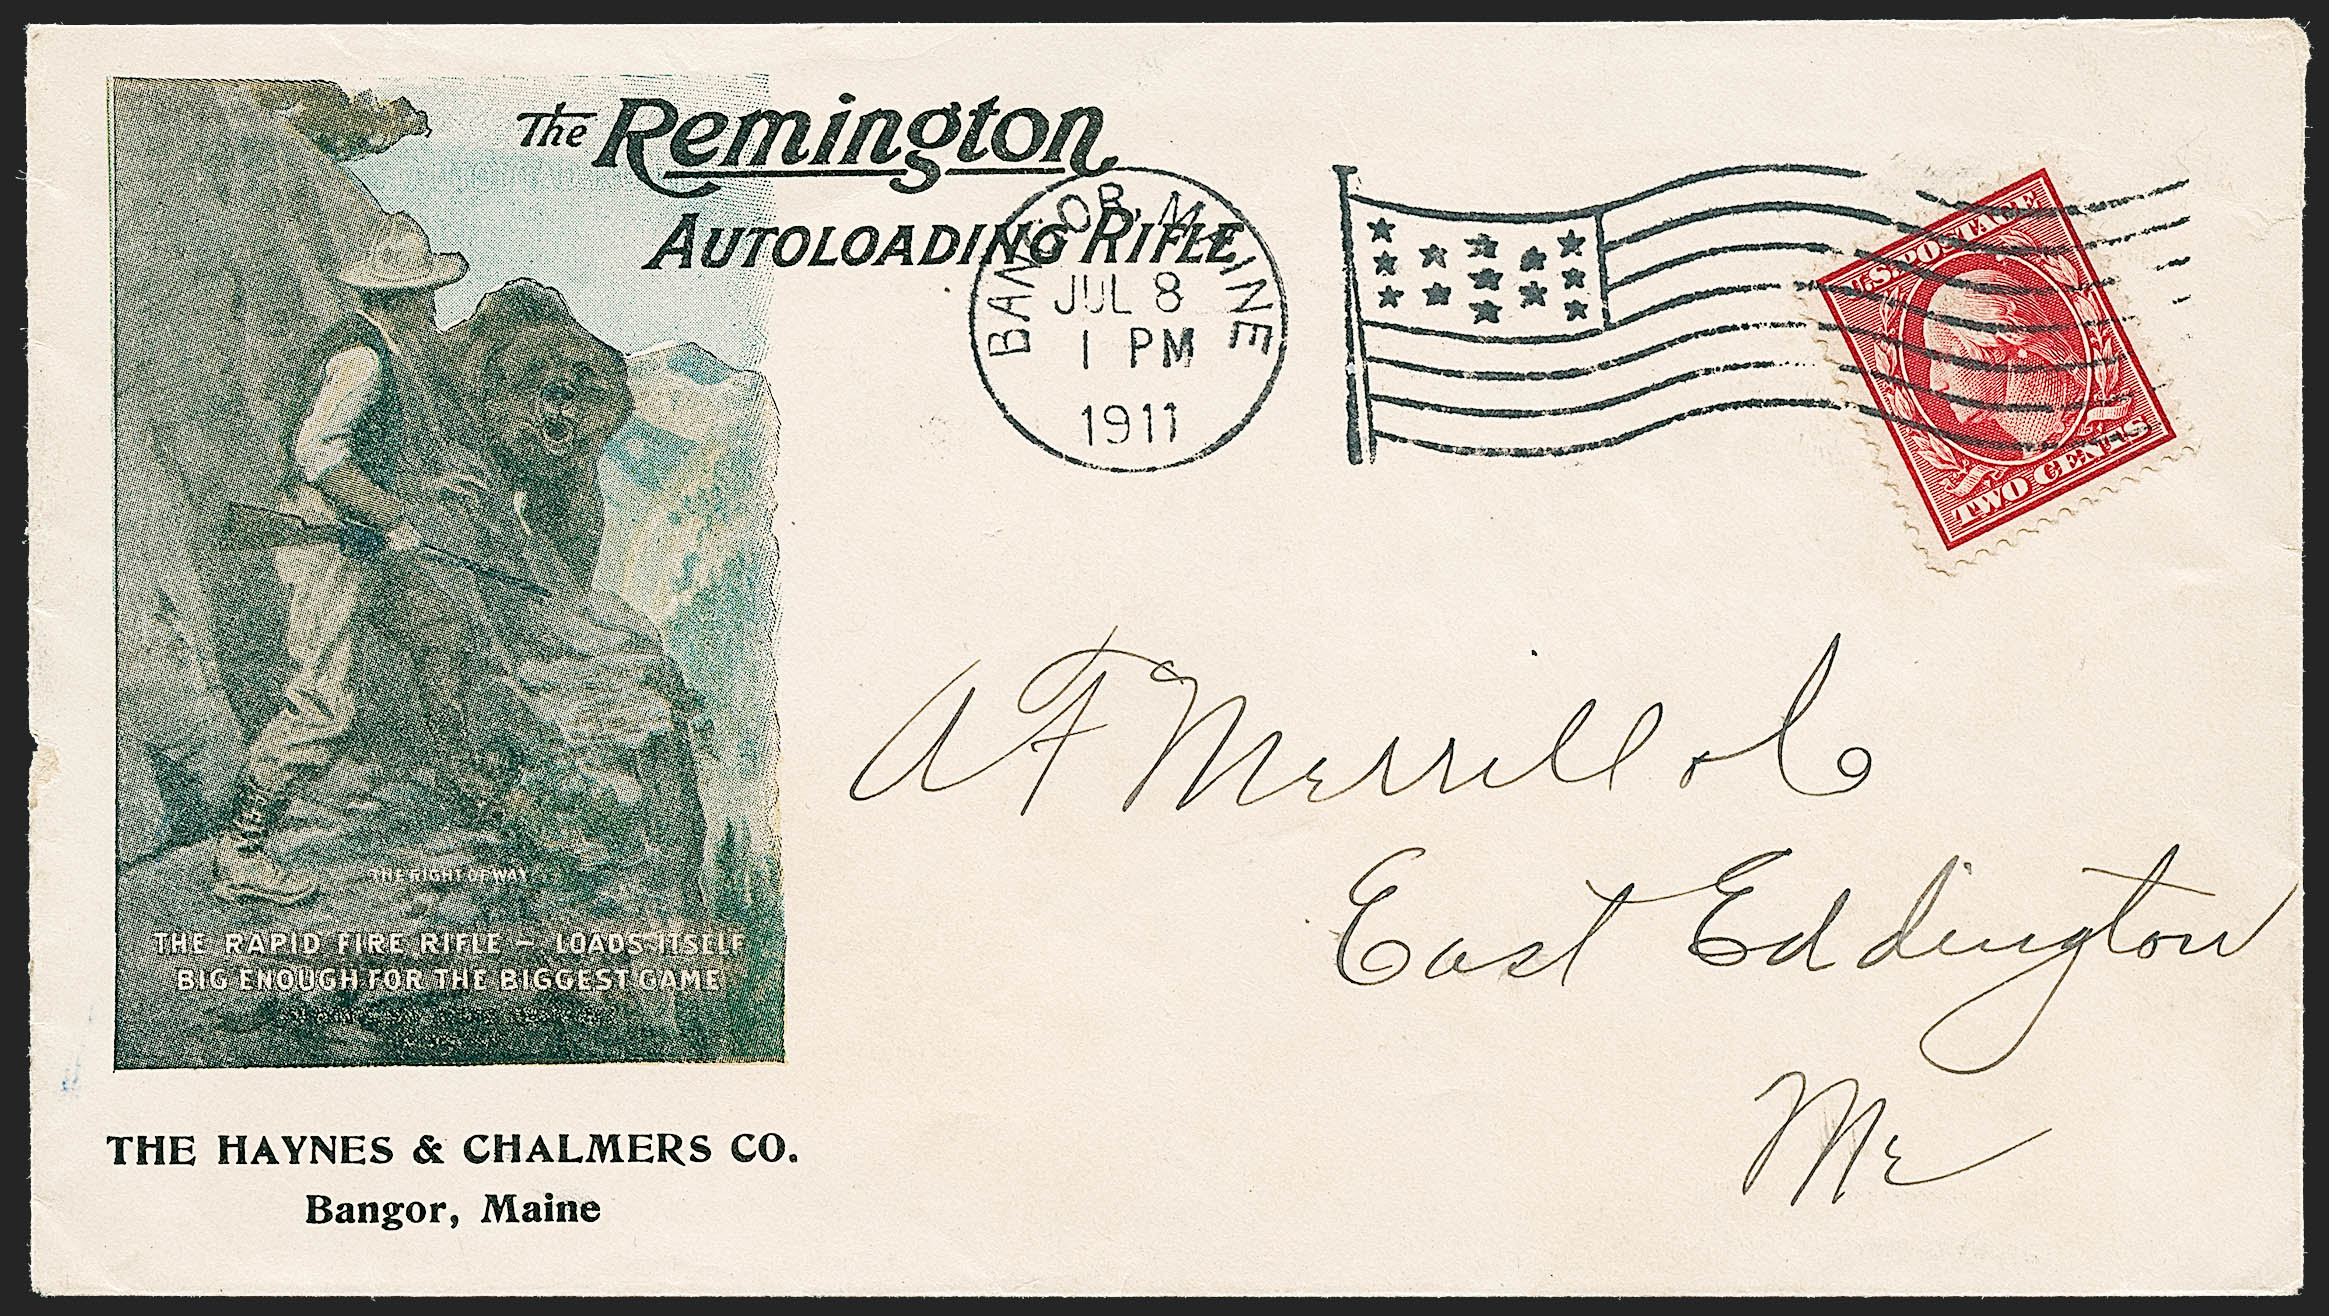 The Remington
AUTOLOADING RIFLE
BANGOR, MAINE
JUL 8
1 PM
1911
U.S. POSTAGE
TWO CENTS
A F Merrill & Co
East Eddington
Me
THE RIGHT OF WAY
THE RAPID FIRE RIFLE – LOADS ITSELF
BIG ENOUGH FOR THE BIGGEST GAME
THE HAYNES & CHALMERS CO.
Bangor, Maine